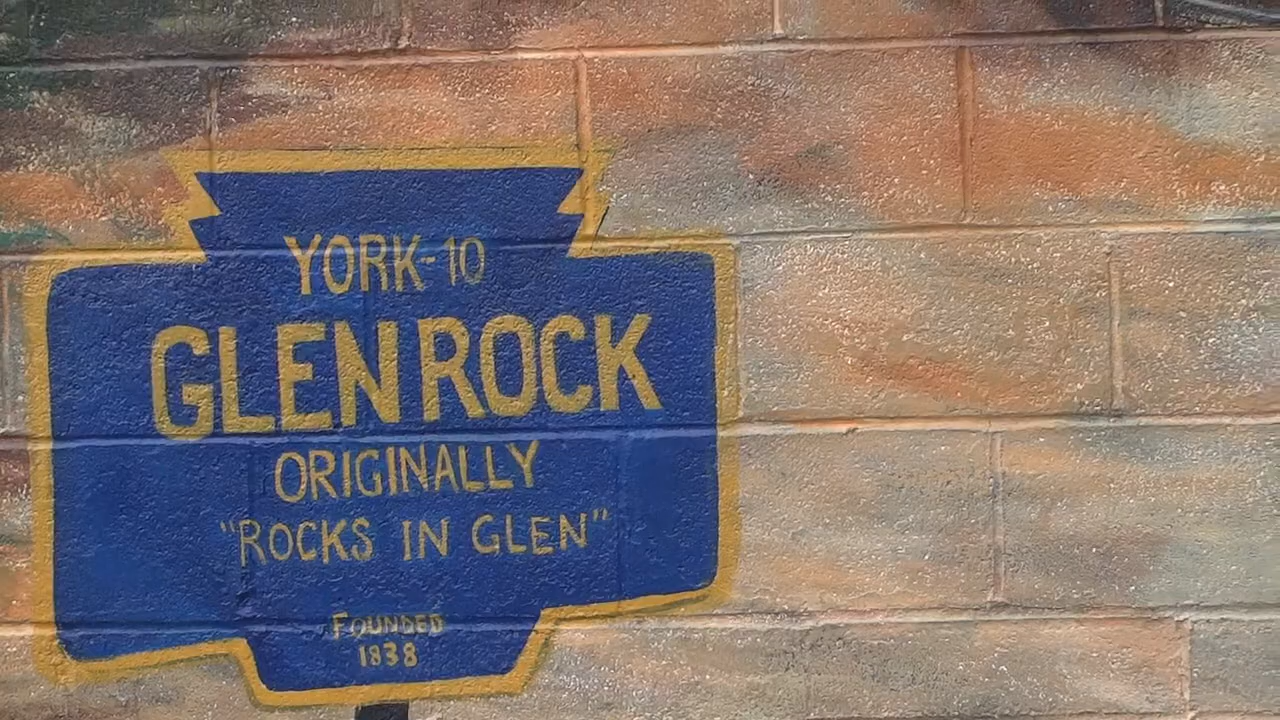 YORK-10
GLEN ROCK
ORIGINALLY
"ROCKS IN GLEN"
FOUNDED
1838